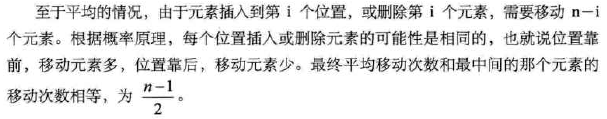 至于平均的情况，由于元素插入到第 i 个位置，或删除第 i 个元素，需要移动 n－i
个元素。根据概率原理，每个位置插入或删除元素的可能性是相同的，也就说位置靠
前，移动元素多，位置靠后，移动元素少。最终平均移动次数和最中间的那个元素的
移动次数相等，为 (n-1)/2。